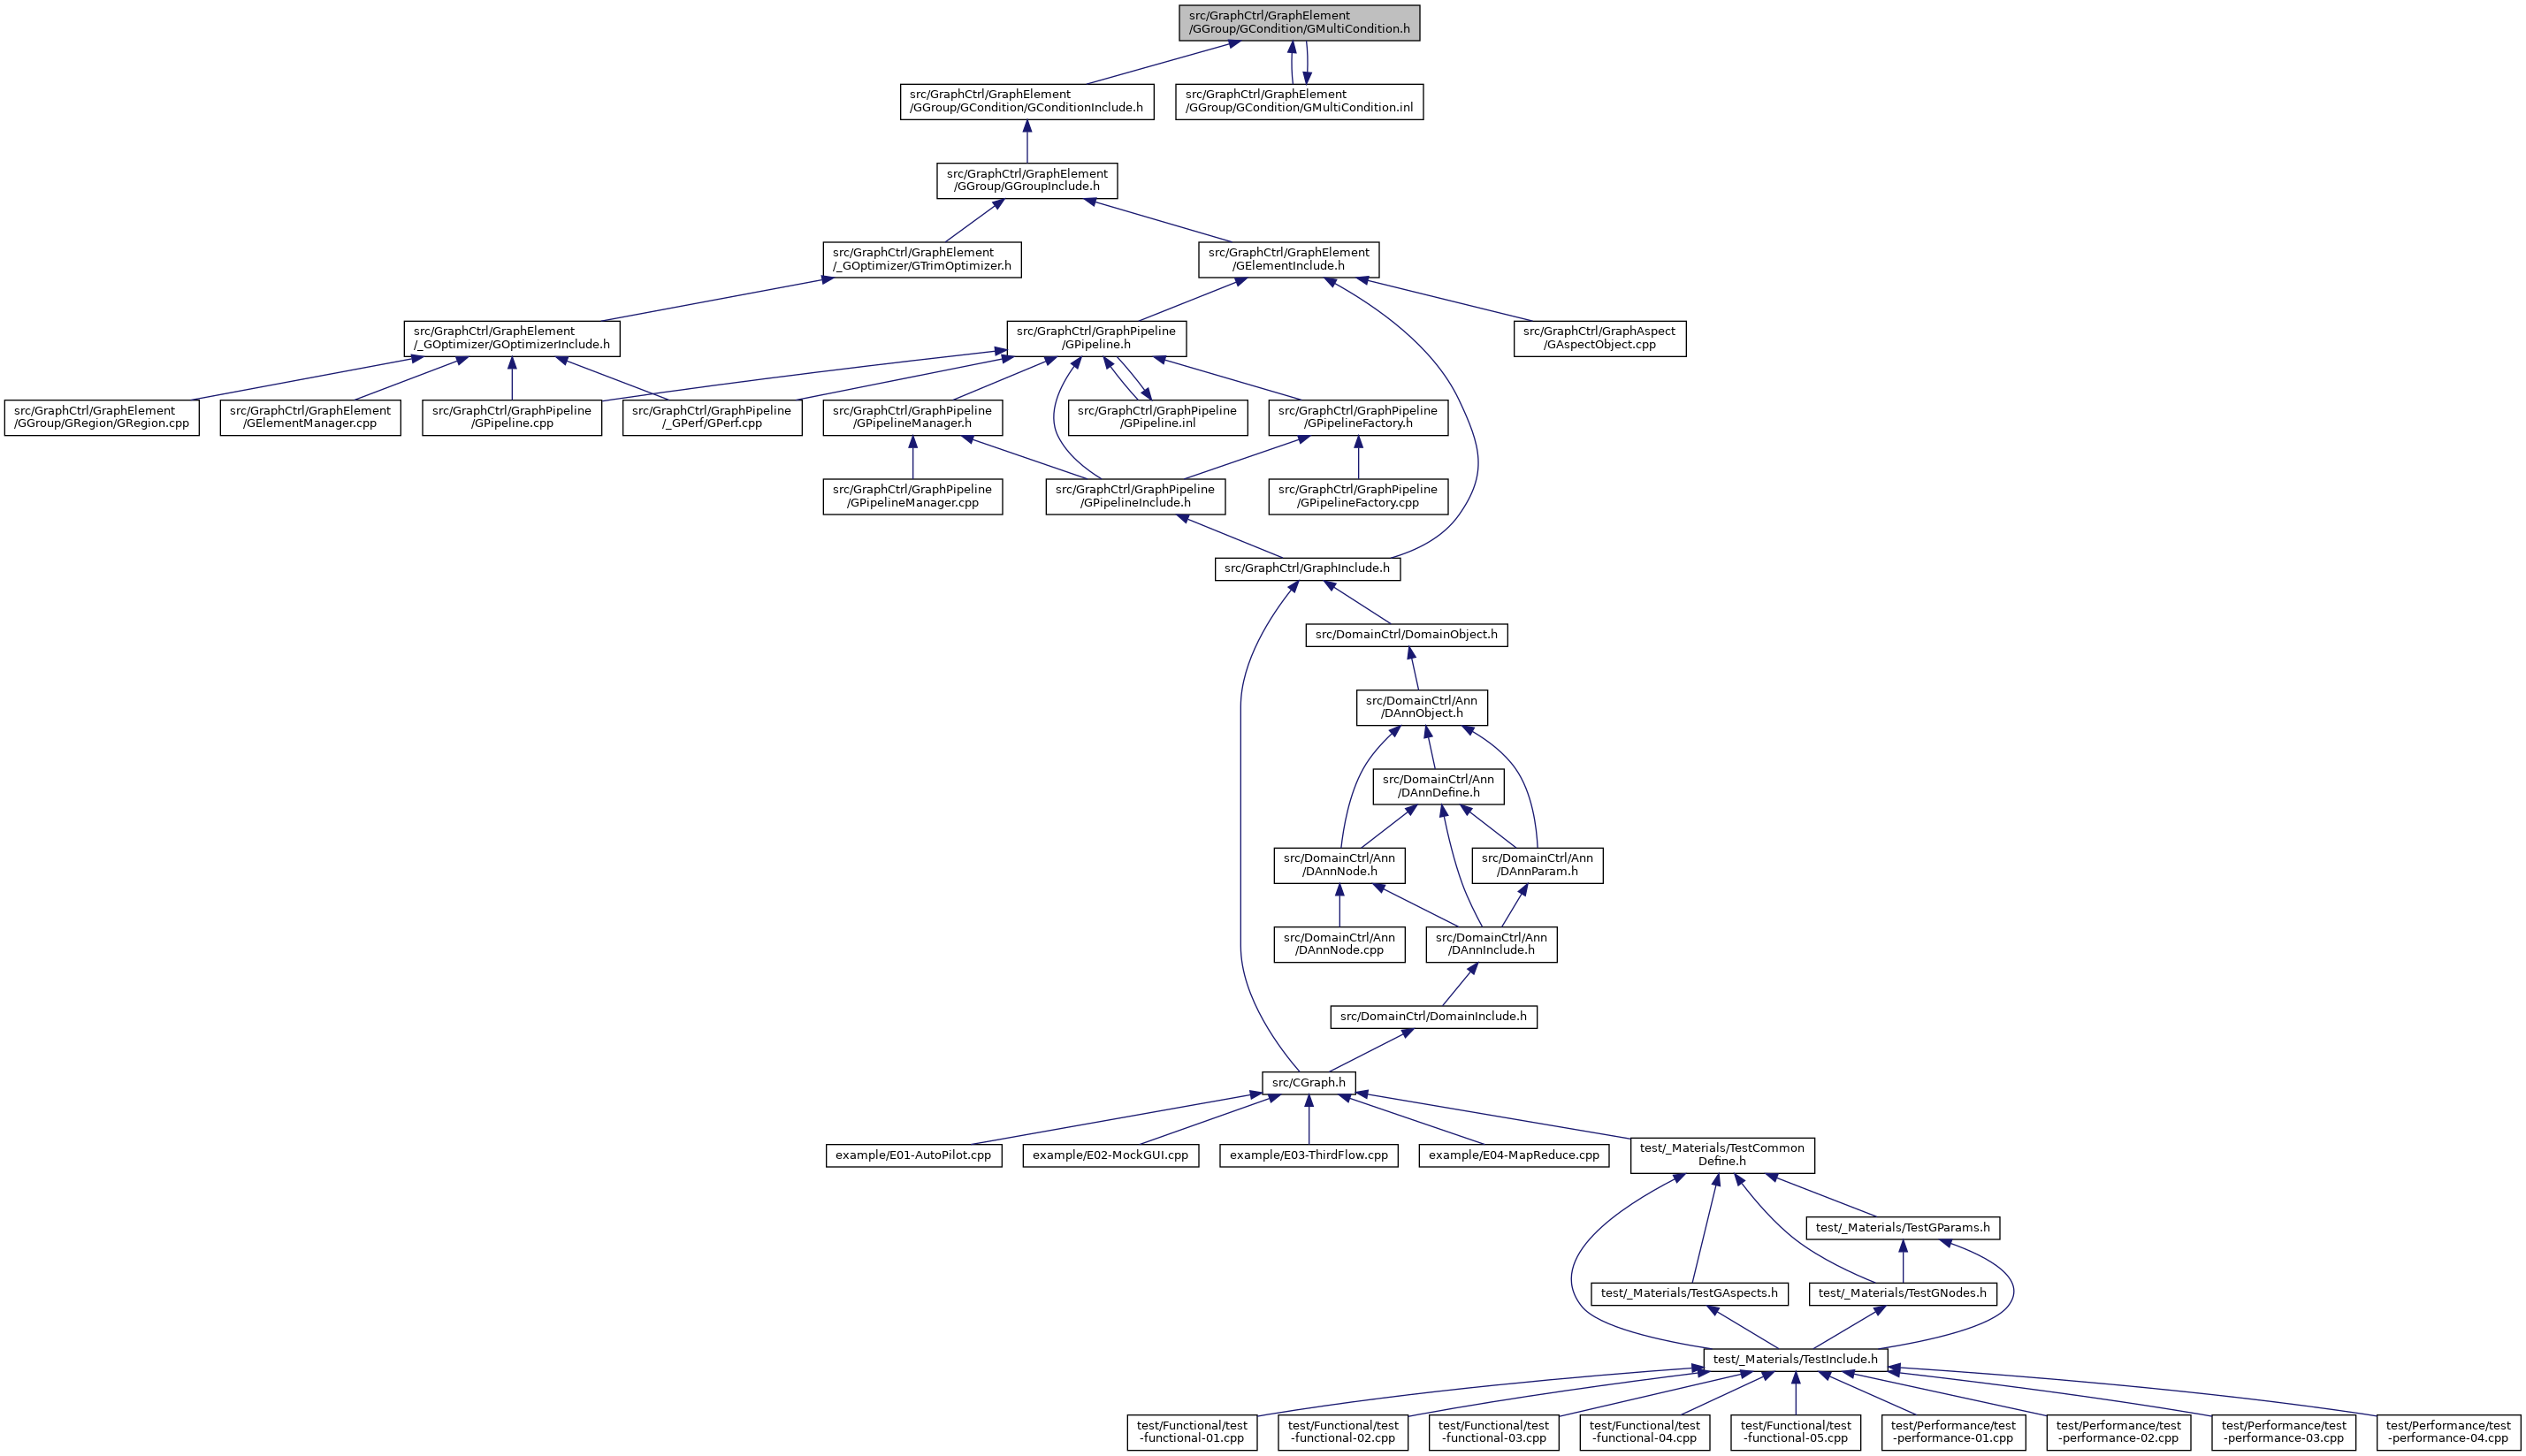 src/GraphCtrl/GraphElement
/GGroup/GCondition/GMultiCondition.h
src/GraphCtrl/GraphElement
/GGroup/GCondition/GConditionInclude.h
src/GraphCtrl/GraphElement
/GGroup/GCondition/GMultiCondition.inl
src/GraphCtrl/GraphElement
/GGroup/GGroupInclude.h
src/GraphCtrl/GraphElement
/_GOptimizer/GTrimOptimizer.h
src/GraphCtrl/GraphElement
/GElementInclude.h
src/GraphCtrl/GraphElement
/_GOptimizer/GOptimizerInclude.h
src/GraphCtrl/GraphPipeline
/GPipeline.h
src/GraphCtrl/GraphAspect
/GAspectObject.cpp
src/GraphCtrl/GraphElement
/GGroup/GRegion/GRegion.cpp
src/GraphCtrl/GraphElement
/GElementManager.cpp
src/GraphCtrl/GraphPipeline
/GPipeline.cpp
src/GraphCtrl/GraphPipeline
/_GPerf/GPerf.cpp
src/GraphCtrl/GraphPipeline
/GPipelineManager.h
src/GraphCtrl/GraphPipeline
/GPipeline.inl
src/GraphCtrl/GraphPipeline
/GPipelineFactory.h
src/GraphCtrl/GraphPipeline
/GPipelineManager.cpp
src/GraphCtrl/GraphPipeline
/GPipelineInclude.h
src/GraphCtrl/GraphPipeline
/GPipelineFactory.cpp
src/GraphCtrl/GraphInclude.h
src/DomainCtrl/DomainObject.h
src/DomainCtrl/Ann
/DAnnObject.h
src/DomainCtrl/Ann
/DAnnDefine.h
src/DomainCtrl/Ann
/DAnnNode.h
src/DomainCtrl/Ann
/DAnnParam.h
src/DomainCtrl/Ann
/DAnnNode.cpp
src/DomainCtrl/Ann
/DAnnInclude.h
src/DomainCtrl/DomainInclude.h
src/CGraph.h
example/E01-AutoPilot.cpp
example/E02-MockGUI.cpp
example/E03-ThirdFlow.cpp
example/E04-MapReduce.cpp
test/_Materials/TestCommon
Define.h
test/_Materials/TestGParams.h
test/_Materials/TestGAspects.h
test/_Materials/TestGNodes.h
test/_Materials/TestInclude.h
test/Functional/test
-functional-01.cpp
test/Functional/test
-functional-02.cpp
test/Functional/test
-functional-03.cpp
test/Functional/test
-functional-04.cpp
test/Functional/test
-functional-05.cpp
test/Performance/test
-performance-01.cpp
test/Performance/test
-performance-02.cpp
test/Performance/test
-performance-03.cpp
test/Performance/test
-performance-04.cpp